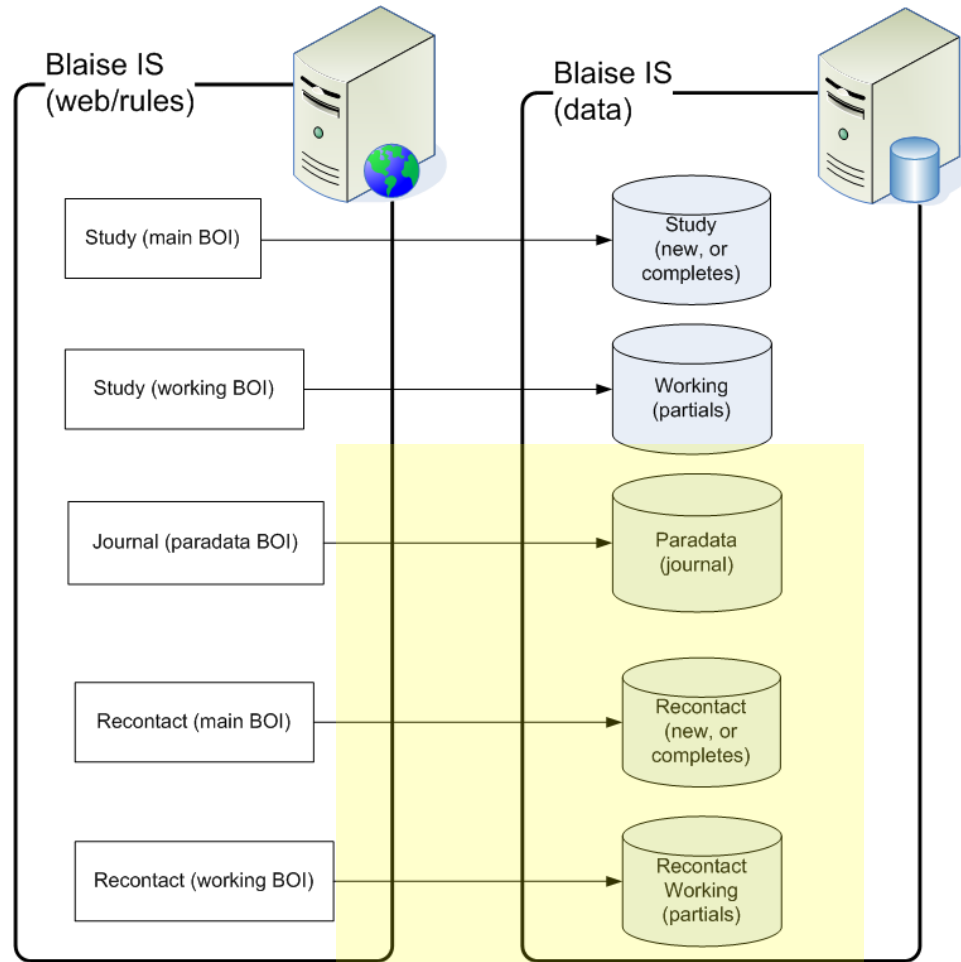 Blaise IS
(web/rules)
Blaise IS
(data)
Study (main BOI)
Study
(new, or
completes)
Study (working BOI)
Working
(partials)
Journal (paradata BOI)
Paradata
(journal)
Recontact (main BOI)
Recontact
(new, or
completes)
Recontact (working BOI)
Recontact
Working
(partials)